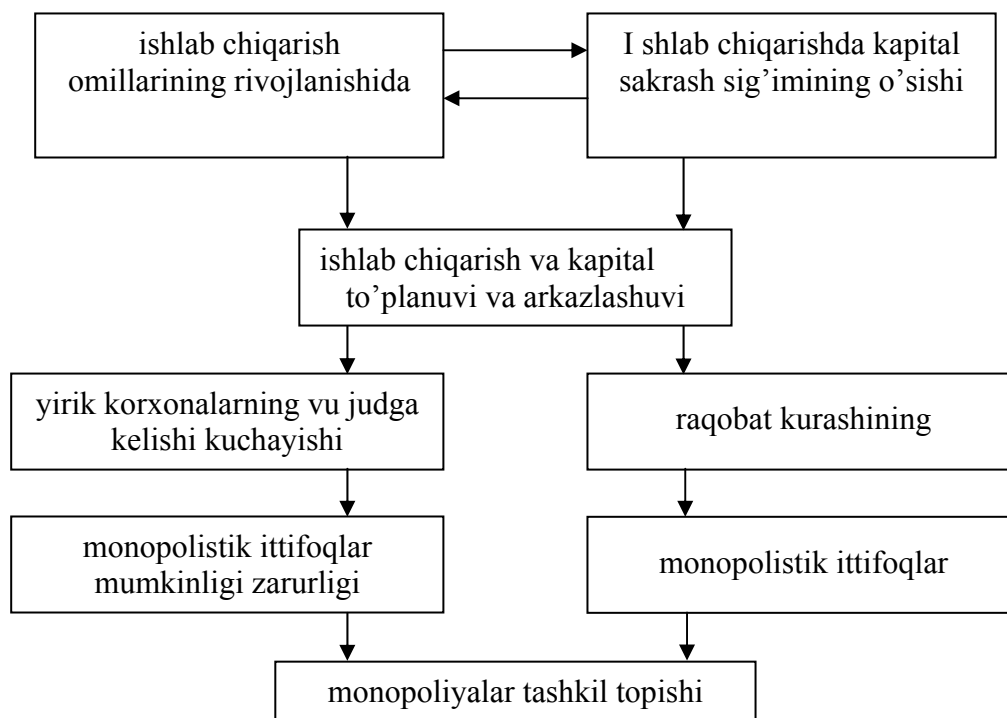 ishlab chiqarish
omillarining rivojlanishida
I shlab chiqarishda kapital
sakrash sig’imining o’sishi
ishlab chiqarish va kapital
to’planuvi va arkazlashuvi
yirik korxonalarning vu judga
kelishi kuchayishi
raqobat kurashining
monopolistik ittifoqlar
mumkinligi zarurligi
monopolistik ittifoqlar
monopoliyalar tashkil topishi